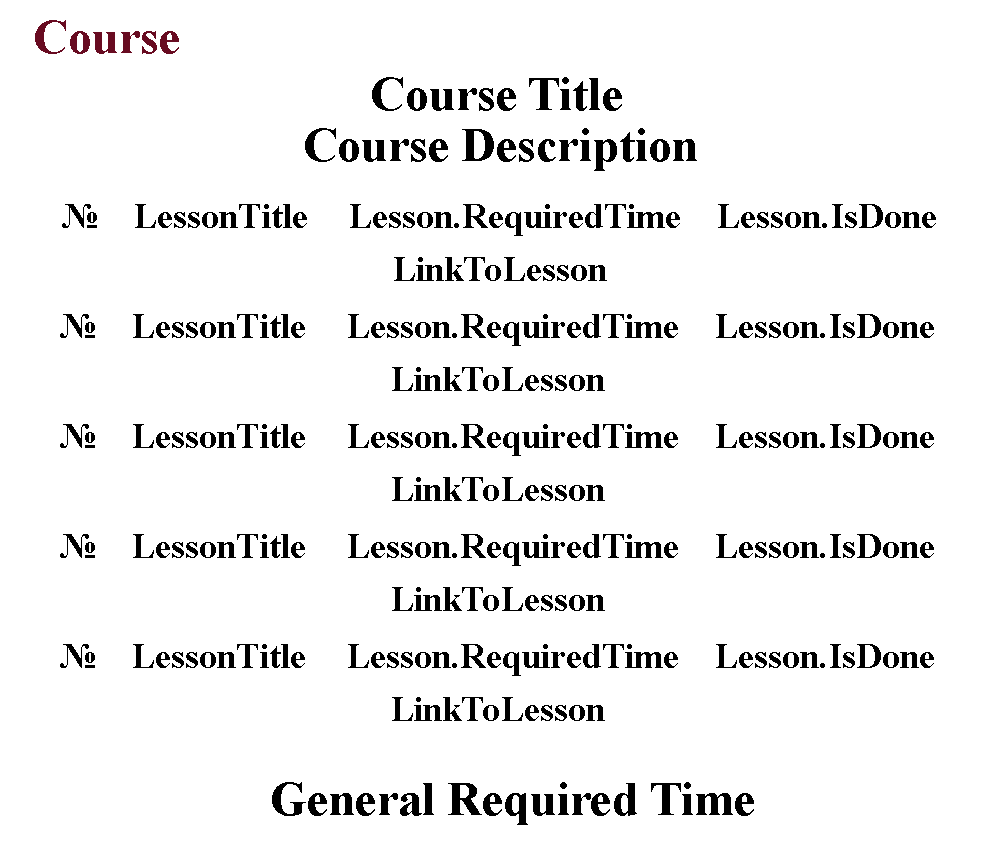 Course
Course Title
Course Description
№ LessonTitle Lesson.RequiredTime Lesson.IsDone
LinkToLesson
№ LessonTitle Lesson.RequiredTime Lesson.IsDone
LinkToLesson
№ LessonTitle Lesson.RequiredTime Lesson.IsDone
LinkToLesson
№ LessonTitle Lesson.RequiredTime Lesson.IsDone
LinkToLesson
№ LessonTitle Lesson.RequiredTime Lesson.IsDone
LinkToLesson
General Required Time